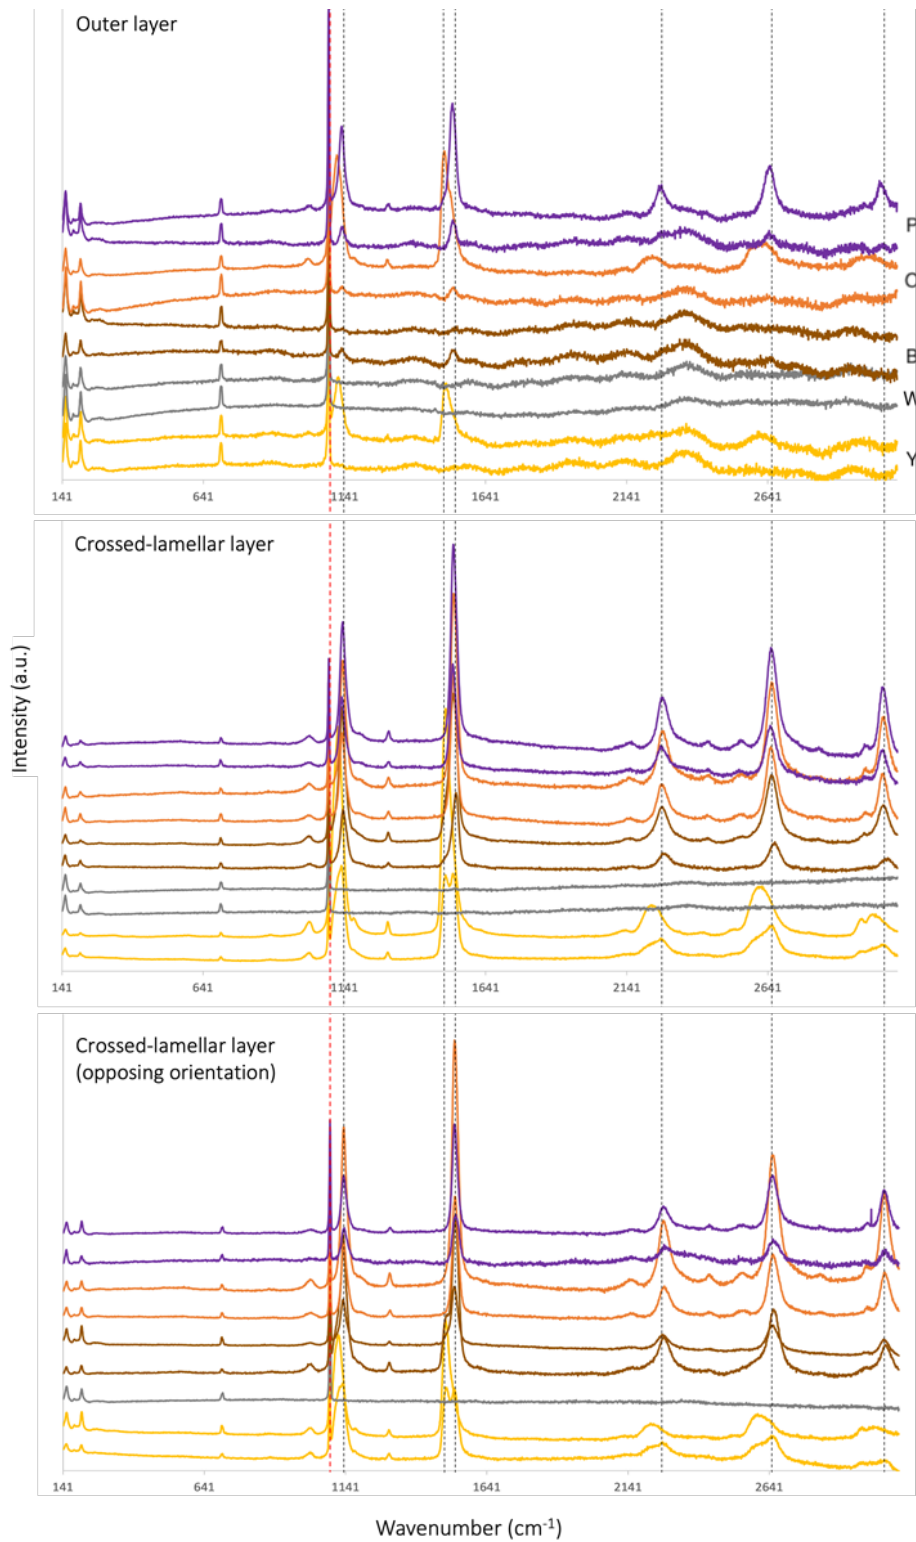 Outer layer
P
O
B
W
Y
141 641 1141 1641 2141 2641
Crossed-lamellar layer
Intensity (a.u.)
141 641 1141 1641 2141 2641
Crossed-lamellar layer
(opposing orientation)
141 641 1141 1641 2141 2641
Wavenumber (cm⁻¹)